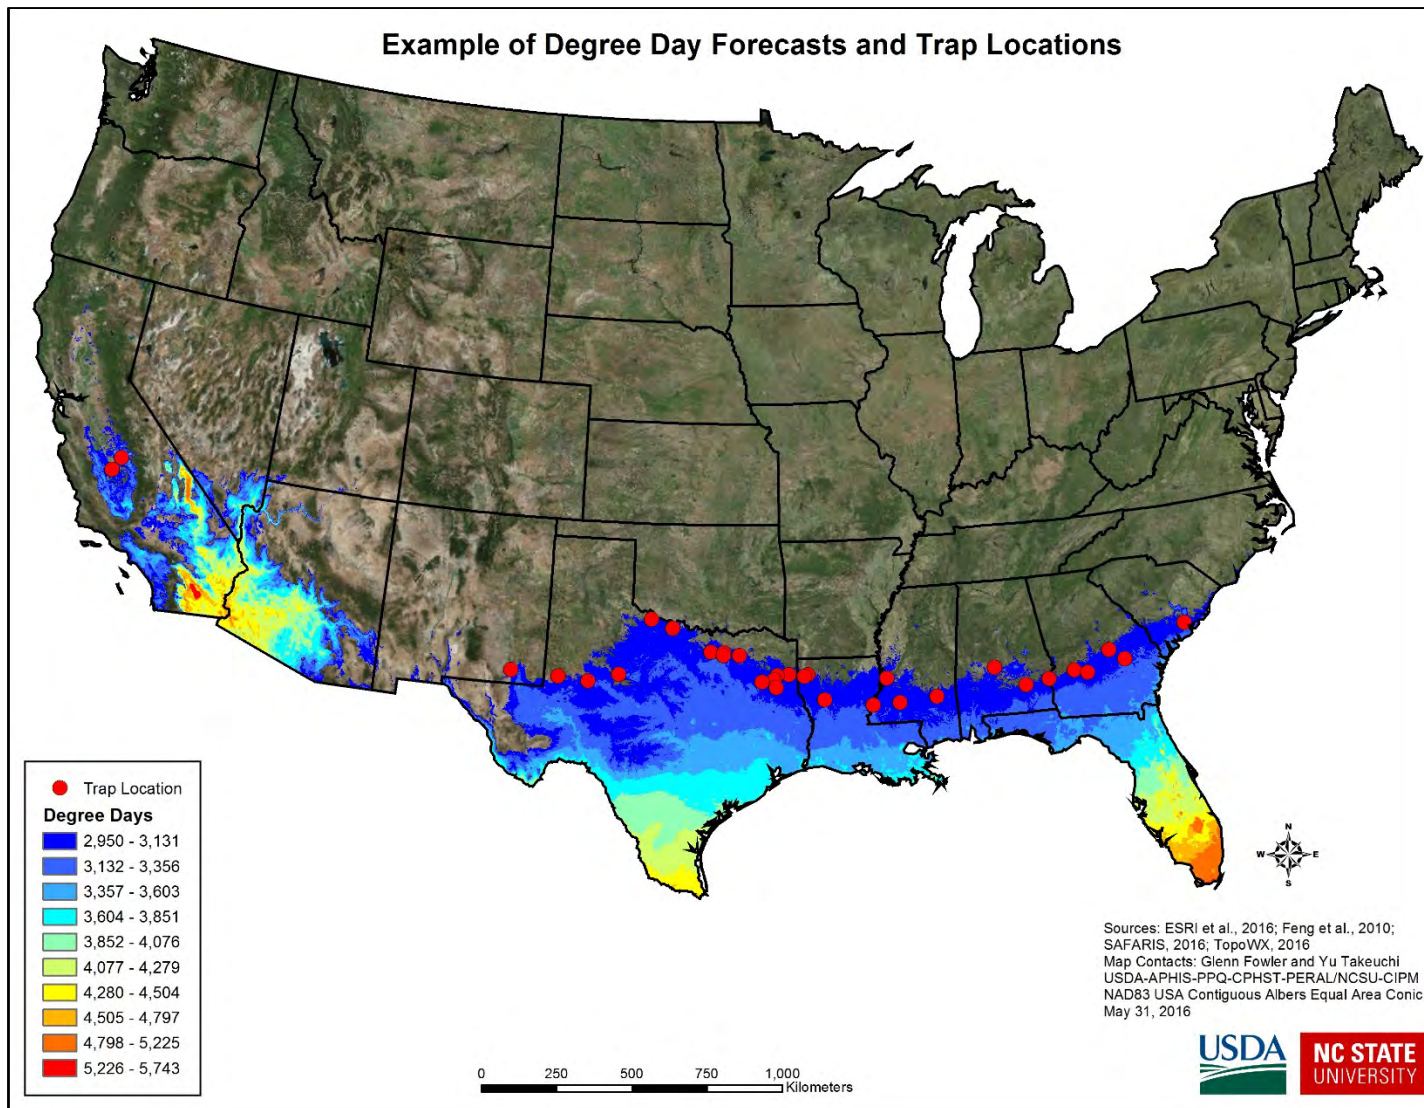 Example of Degree Day Forecasts and Trap Locations
Trap Location
Degree Days
2,950 - 3,131
3,132 - 3,356
3,357 - 3,603
3,604 - 3,851
3,852 - 4,076
4,077 - 4,279
4,280 - 4,504
4,505 - 4,797
4,798 - 5,225
5,226 - 5,743
0 250 500 750 1,000
Kilometers
N
W E
S
Sources: ESRI et al., 2016; Feng et al., 2010;
SAFARIS, 2016; TopoWX, 2016
Map Contacts: Glenn Fowler and Yu Takeuchi
USDA-APHIS-PPQ-CPHST-PERAL/NCSU-CIPM
NAD83 USA Contiguous Albers Equal Area Conic
May 31, 2016
USDA
NC STATE
UNIVERSITY